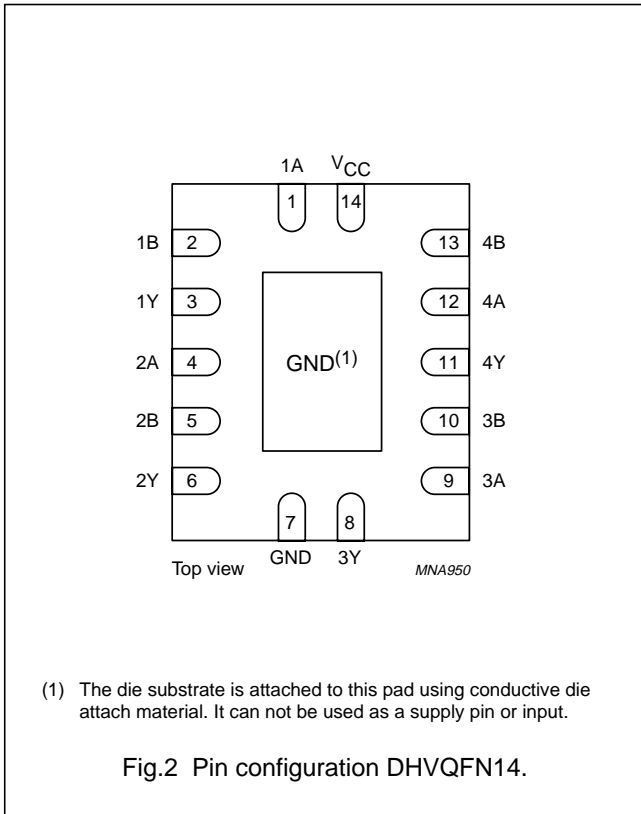 1A VCC
1 14
1B 2 13 4B
1Y 3 12 4A
GND(1)
2A 4 11 4Y
2B 5 10 3B
2Y 6 9 3A
7 8
Top view GND 3Y MNA950
(1) The die substrate is attached to this pad using conductive die
attach material. It can not be used as a supply pin or input.
Fig.2 Pin configuration DHVQFN14.